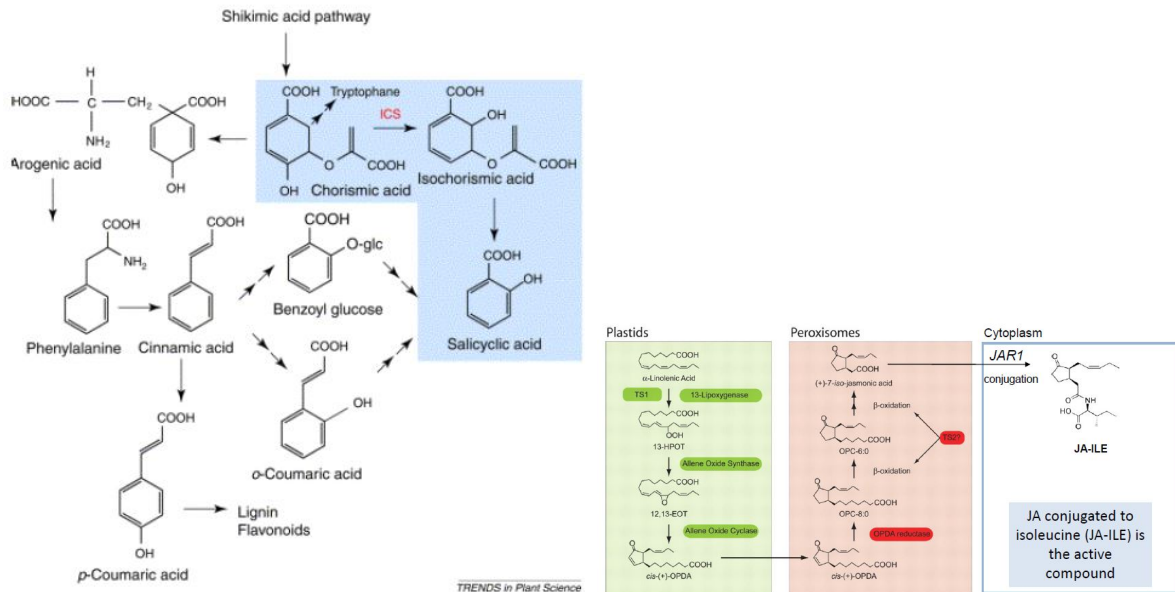 Shikimic acid pathway
H
HOOC
C
CH2
COOH
NH2
Arogenic acid
OH
COOH
Tryptophane
ICS
O
COOH
OH
Chorismic acid
COOH
OH
O
COOH
Isochorismic acid
COOH
NH2
Phenylalanine
COOH
Cinnamic acid
COOH
O-glc
Benzoyl glucose
COOH
OH
Salicyclic acid
COOH
OH
o-Coumaric acid
COOH
OH
p-Coumaric acid
Lignin
Flavonoids
TRENDS in Plant Science
Plastids
COOH
α-Linolenic Acid
TS1
13-Lipoxygenase
COOH
OOH
13-HPOT
Allene Oxide Synthase
COOH
O
12,13-EOT
Allene Oxide Cyclase
O
COOH
cis-(+)-OPDA
Peroxisomes
O
COOH
(+)-7-iso-jasmonic acid
β-oxidation
O
COOH
OPC-6:0
TS2?
β-oxidation
O
COOH
OPC-8:0
OPDA reductase
O
COOH
cis-(+)-OPDA
Cytoplasm
JAR1
conjugation
O
O
NH
HO
O
JA-ILE
JA conjugated to
isoleucine (JA-ILE) is
the active
compound